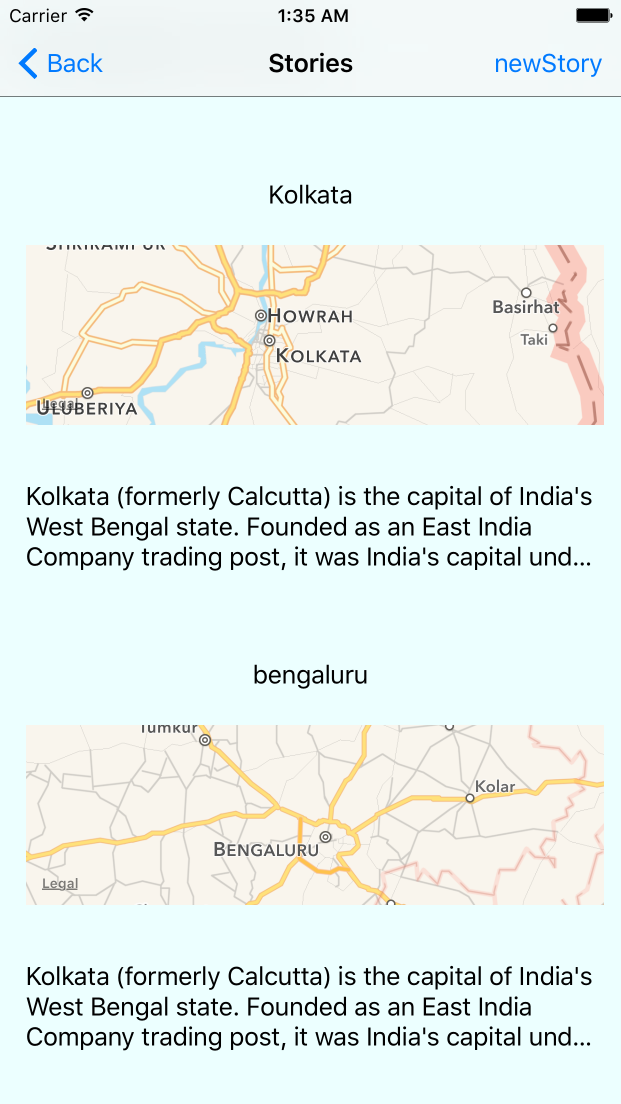 Carrier 1:35 AM
Back Stories newStory
Kolkata
SHRIRAMPUR
HOWRAH
Basirhat
Taki
KOLKATA
Legal
ULUBERIYA
Kolkata (formerly Calcutta) is the capital of India's
West Bengal state. Founded as an East India
Company trading post, it was India's capital und...
bengaluru
Tumkur
Kolar
BENGALURU
Legal
Kolkata (formerly Calcutta) is the capital of India's
West Bengal state. Founded as an East India
Company trading post, it was India's capital und...